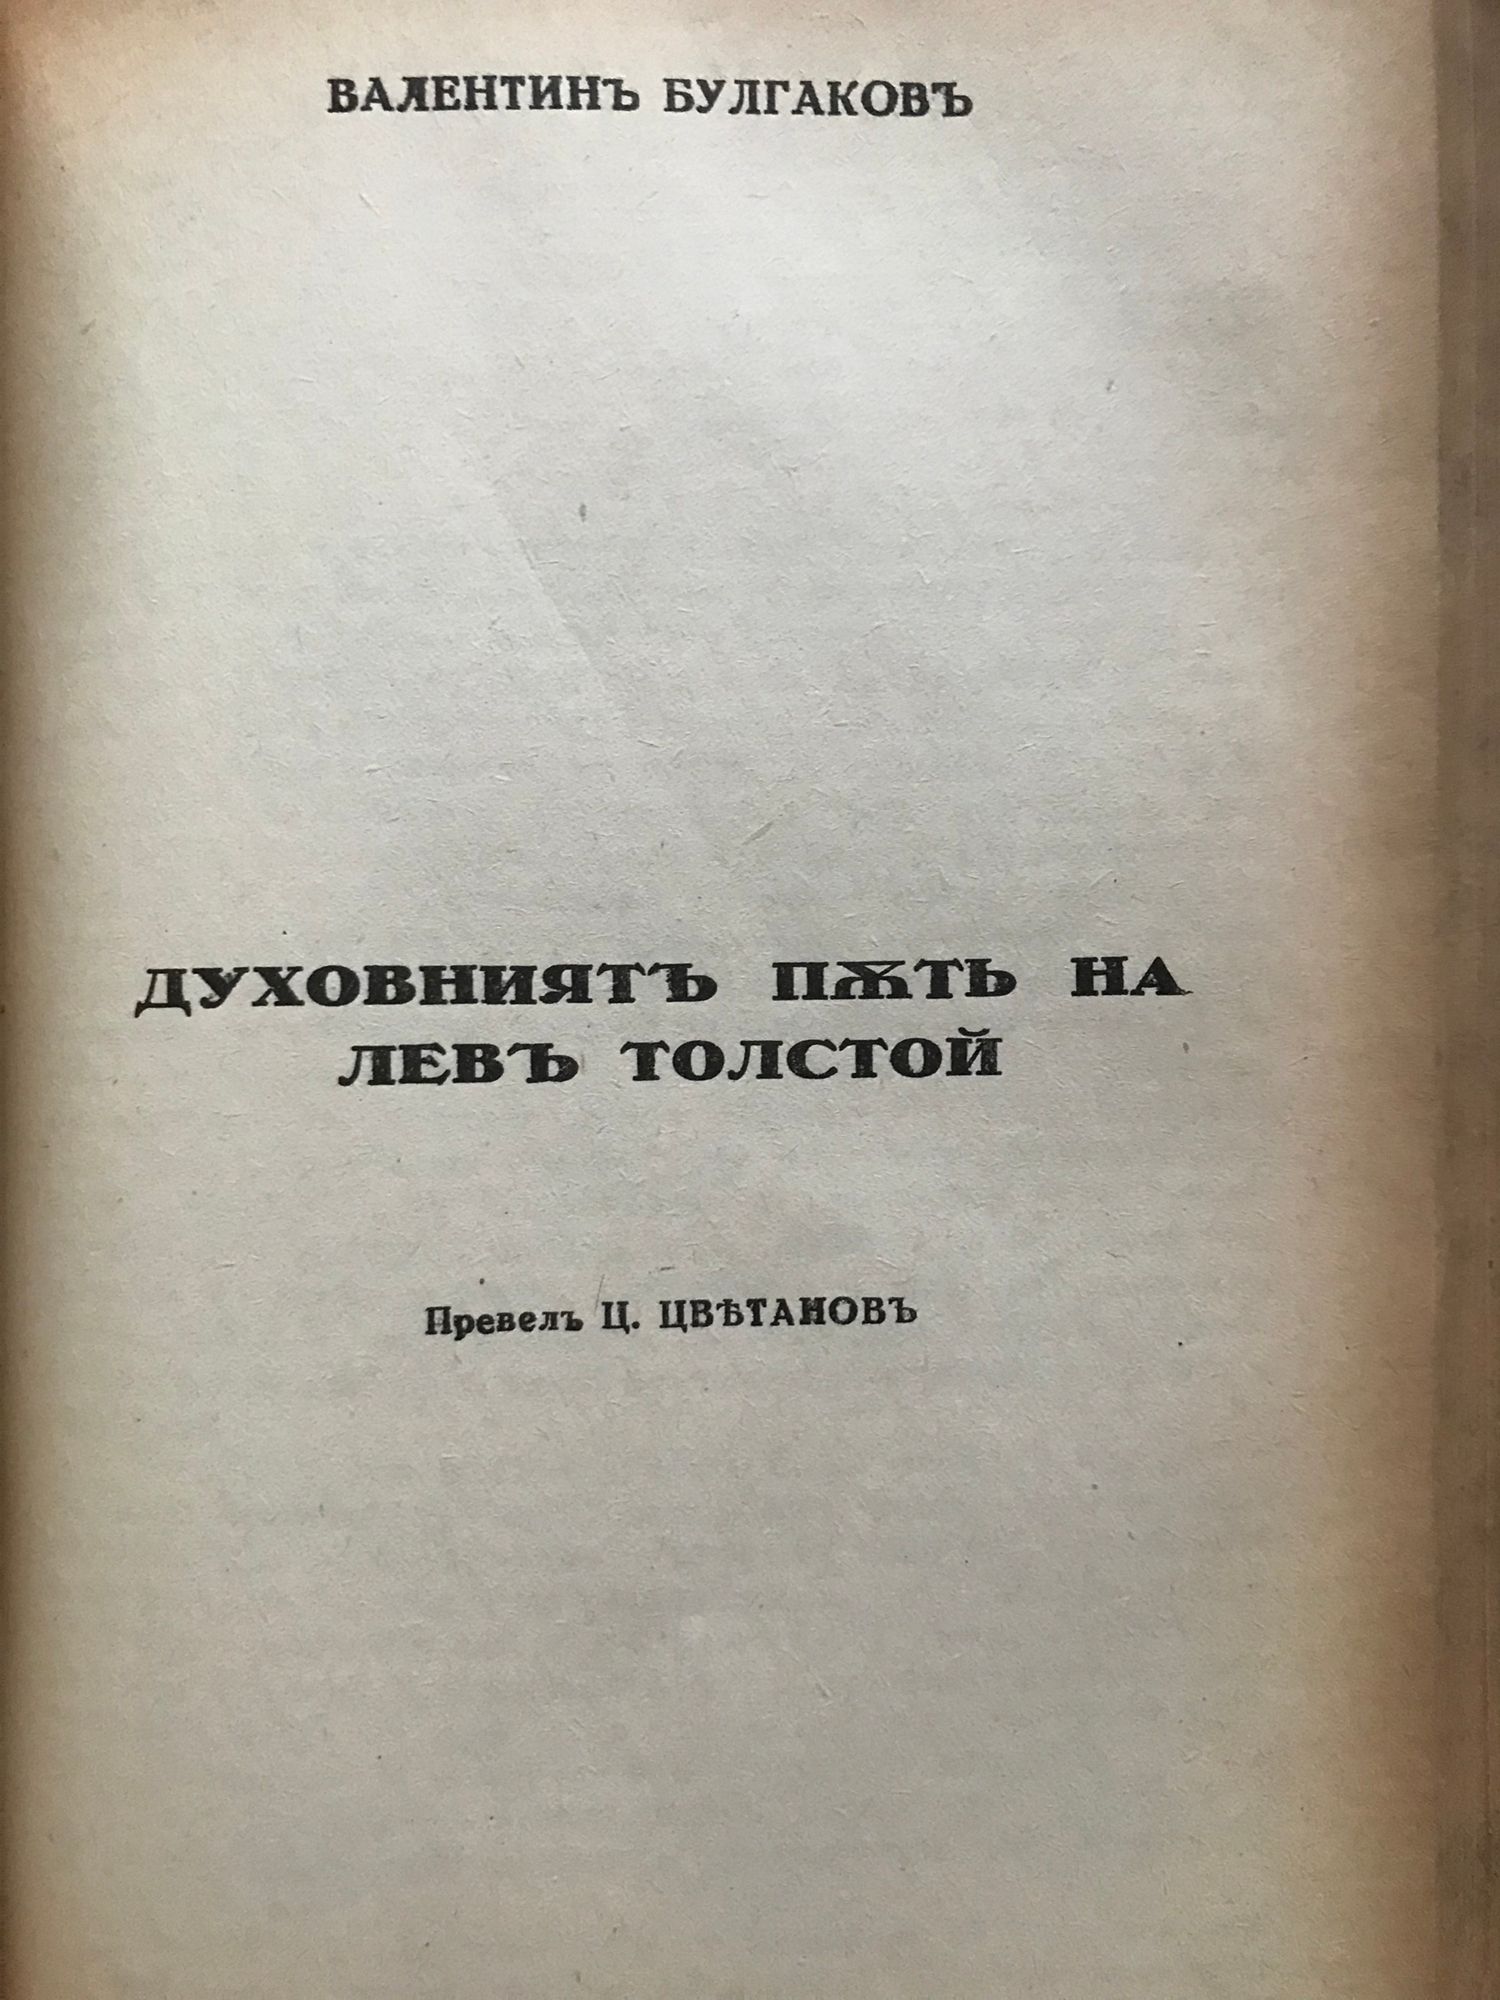 ВАЛЕНТИНЪ БУЛГАКОВЪ
ДУХОВНИЯТЪ ПѪТЬ НА
ЛЕВЪ ТОЛСТОЙ
Превелъ Ц. ЦВѢТАНОВЪ